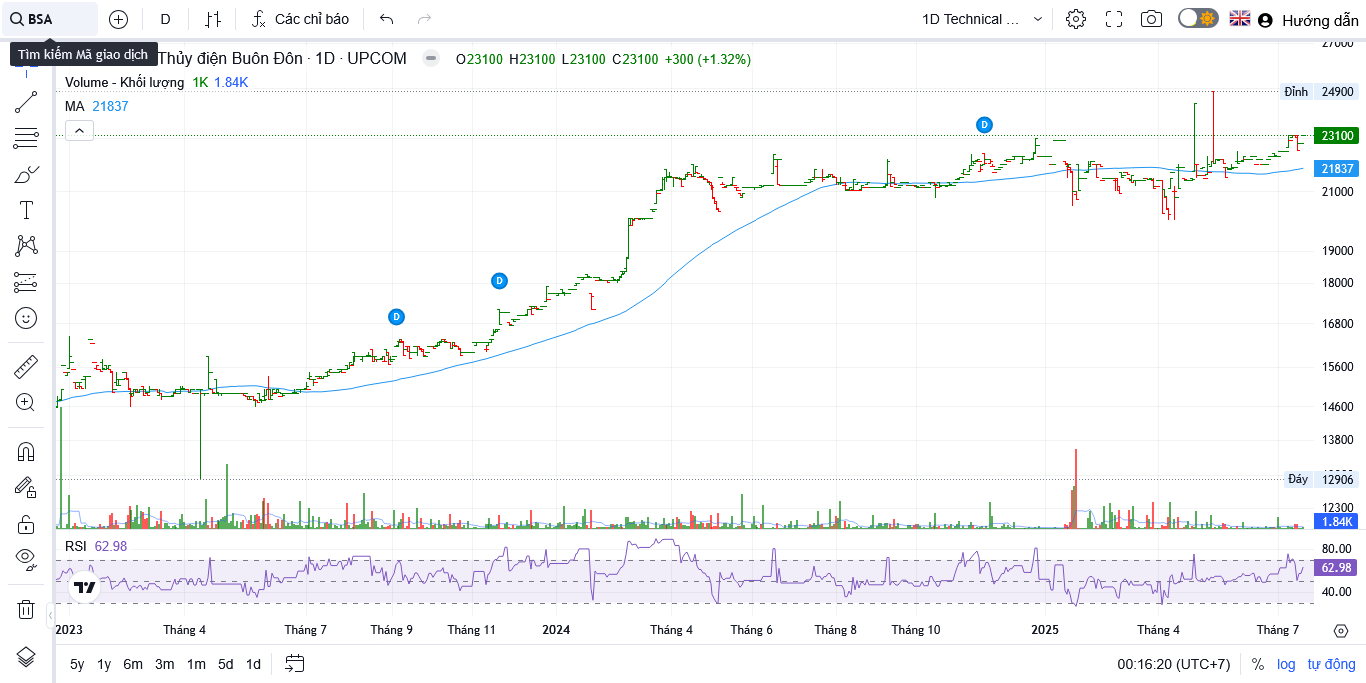 BSA
D
Các chỉ báo
1D Technical ...
Hướng dẫn
Tìm kiếm Mã giao dịch
Thủy điện Buôn Đôn · 1D · UPCOM
O23100 H23100 L23100 C23100 +300 (+1.32%)
Volume - Khối lượng 1K 1.84K
MA 21837
27000
Đỉnh 24900
23100
21837
21000
19000
18000
16800
15600
14600
13800
Đáy 12906
12300
1.84K
D
D
D
RSI 62.98
80.00
62.98
40.00
2023 Tháng 4 Tháng 7 Tháng 9 Tháng 11 2024 Tháng 4 Tháng 6 Tháng 8 Tháng 10 2025 Tháng 4 Tháng 7
5y 1y 6m 3m 1m 5d 1d
00:16:20 (UTC+7) % log tự động